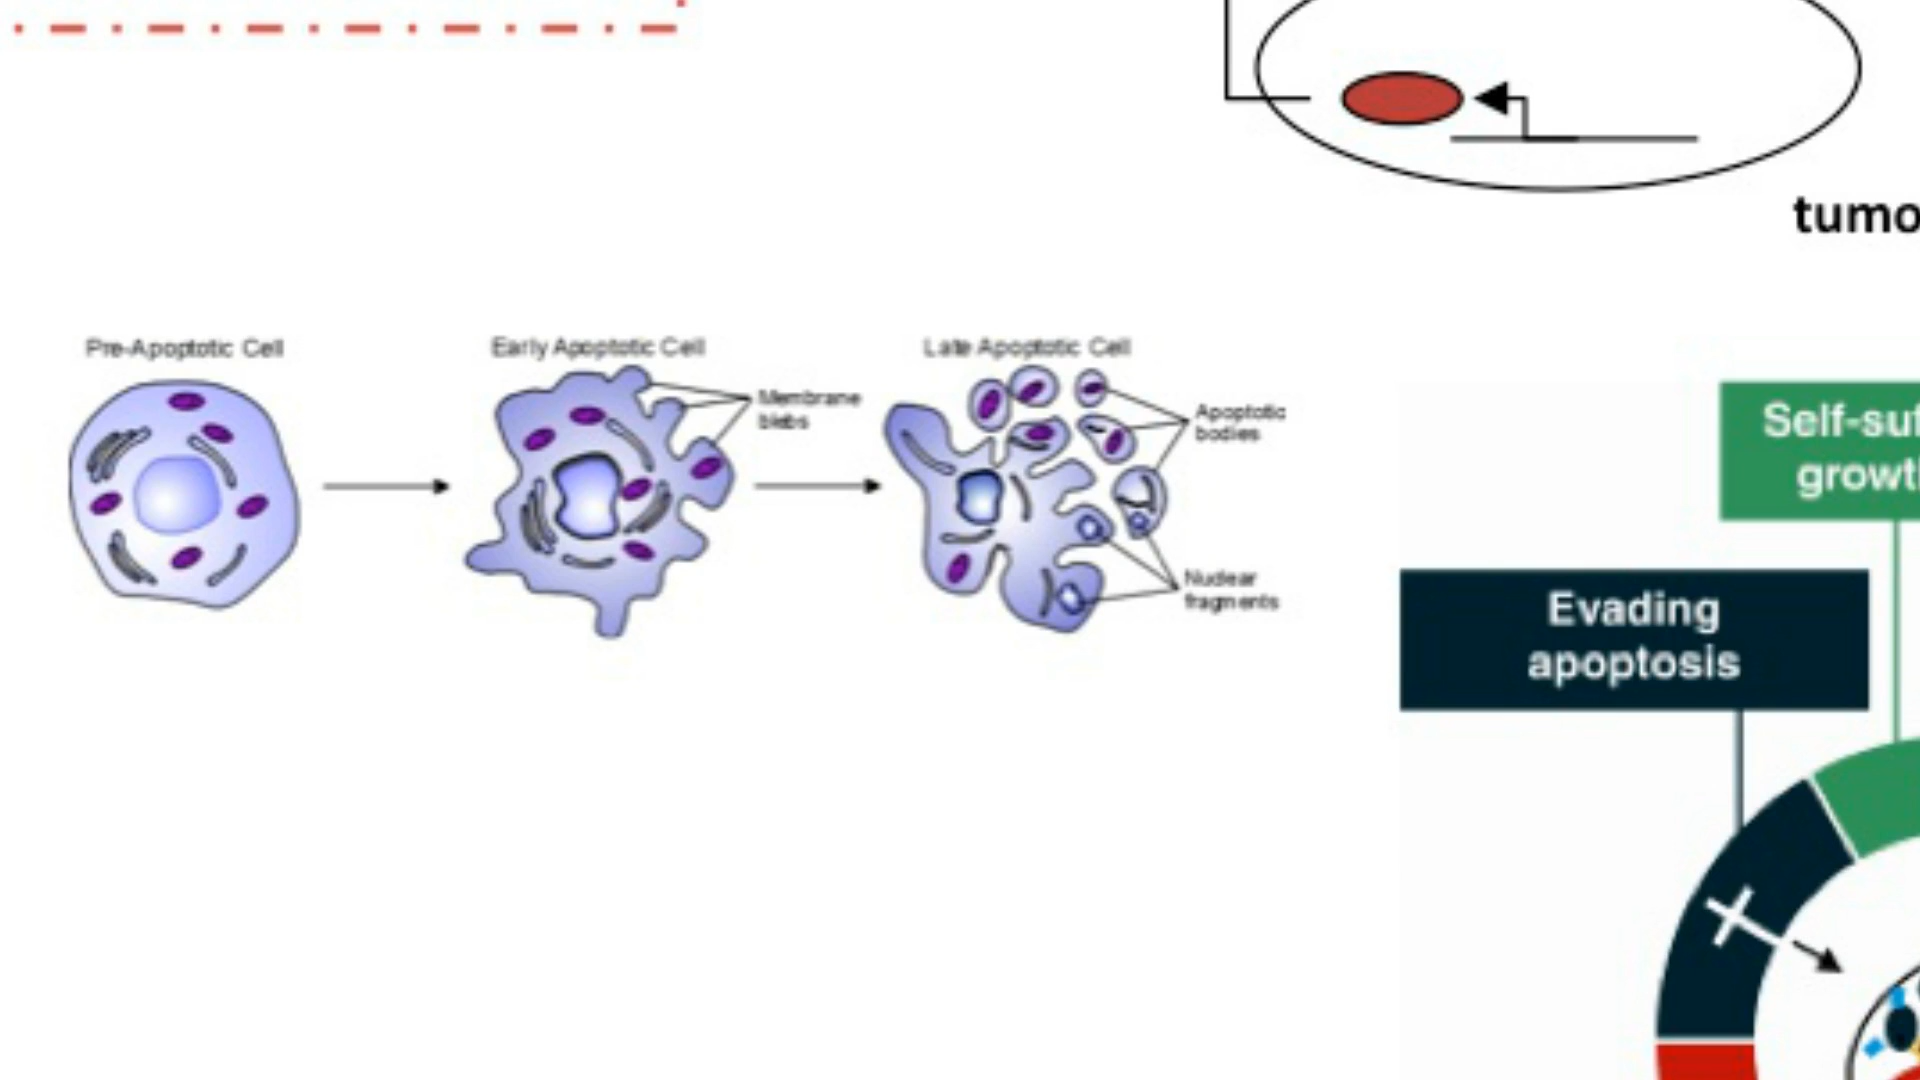 tumo
Pre-Apoptotic Cell
Early Apoptotic Cell
Late Apoptotic Cell
Membrane
blebs
Apoptotic
bodies
Nuclear
fragments
Self-suf
growt
Evading
apoptosis